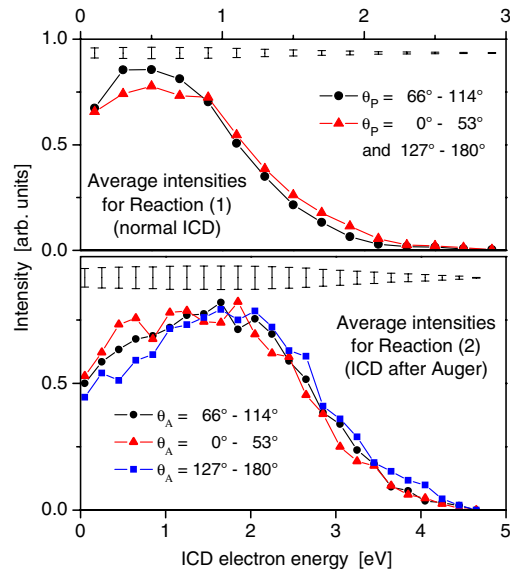 0 1 2 3
1.0
0.5
0.0
θP = 66° - 114°
θP = 0° - 53°
and 127° - 180°
Average intensities
for Reaction (1)
(normal ICD)
Intensity [arb. units]
0.5
0.0
Average intensities
for Reaction (2)
(ICD after Auger)
θA = 66° - 114°
θA = 0° - 53°
θA = 127° - 180°
0 1 2 3 4 5
ICD electron energy [eV]